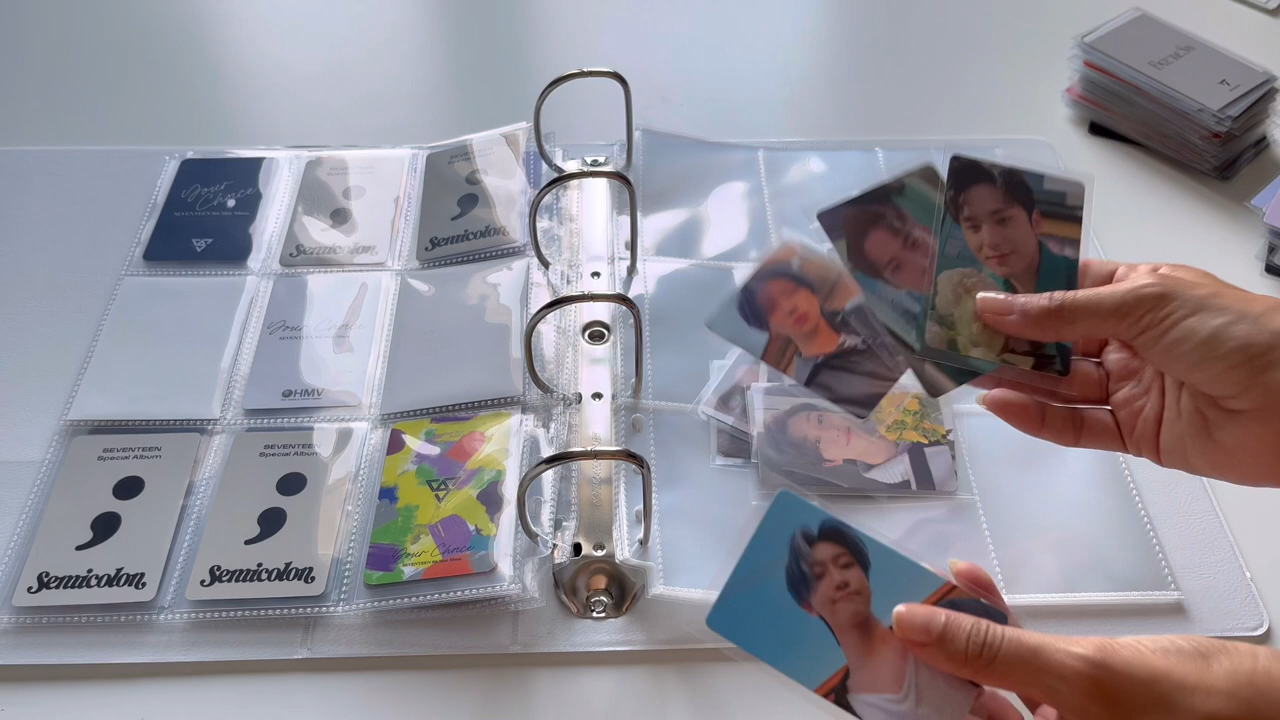 Your
Choice
SEVENTEEN 8th Mini Album
Semicolon
SEVENTEEN
Semicolon
Your Choice
SEVENTEEN 8th Mini Album
HMV
SEVENTEEN
Special Album
;
Semicolon
SEVENTEEN
Special Album
;
Semicolon
Your Choice
SEVENTEEN 8th Mini Album